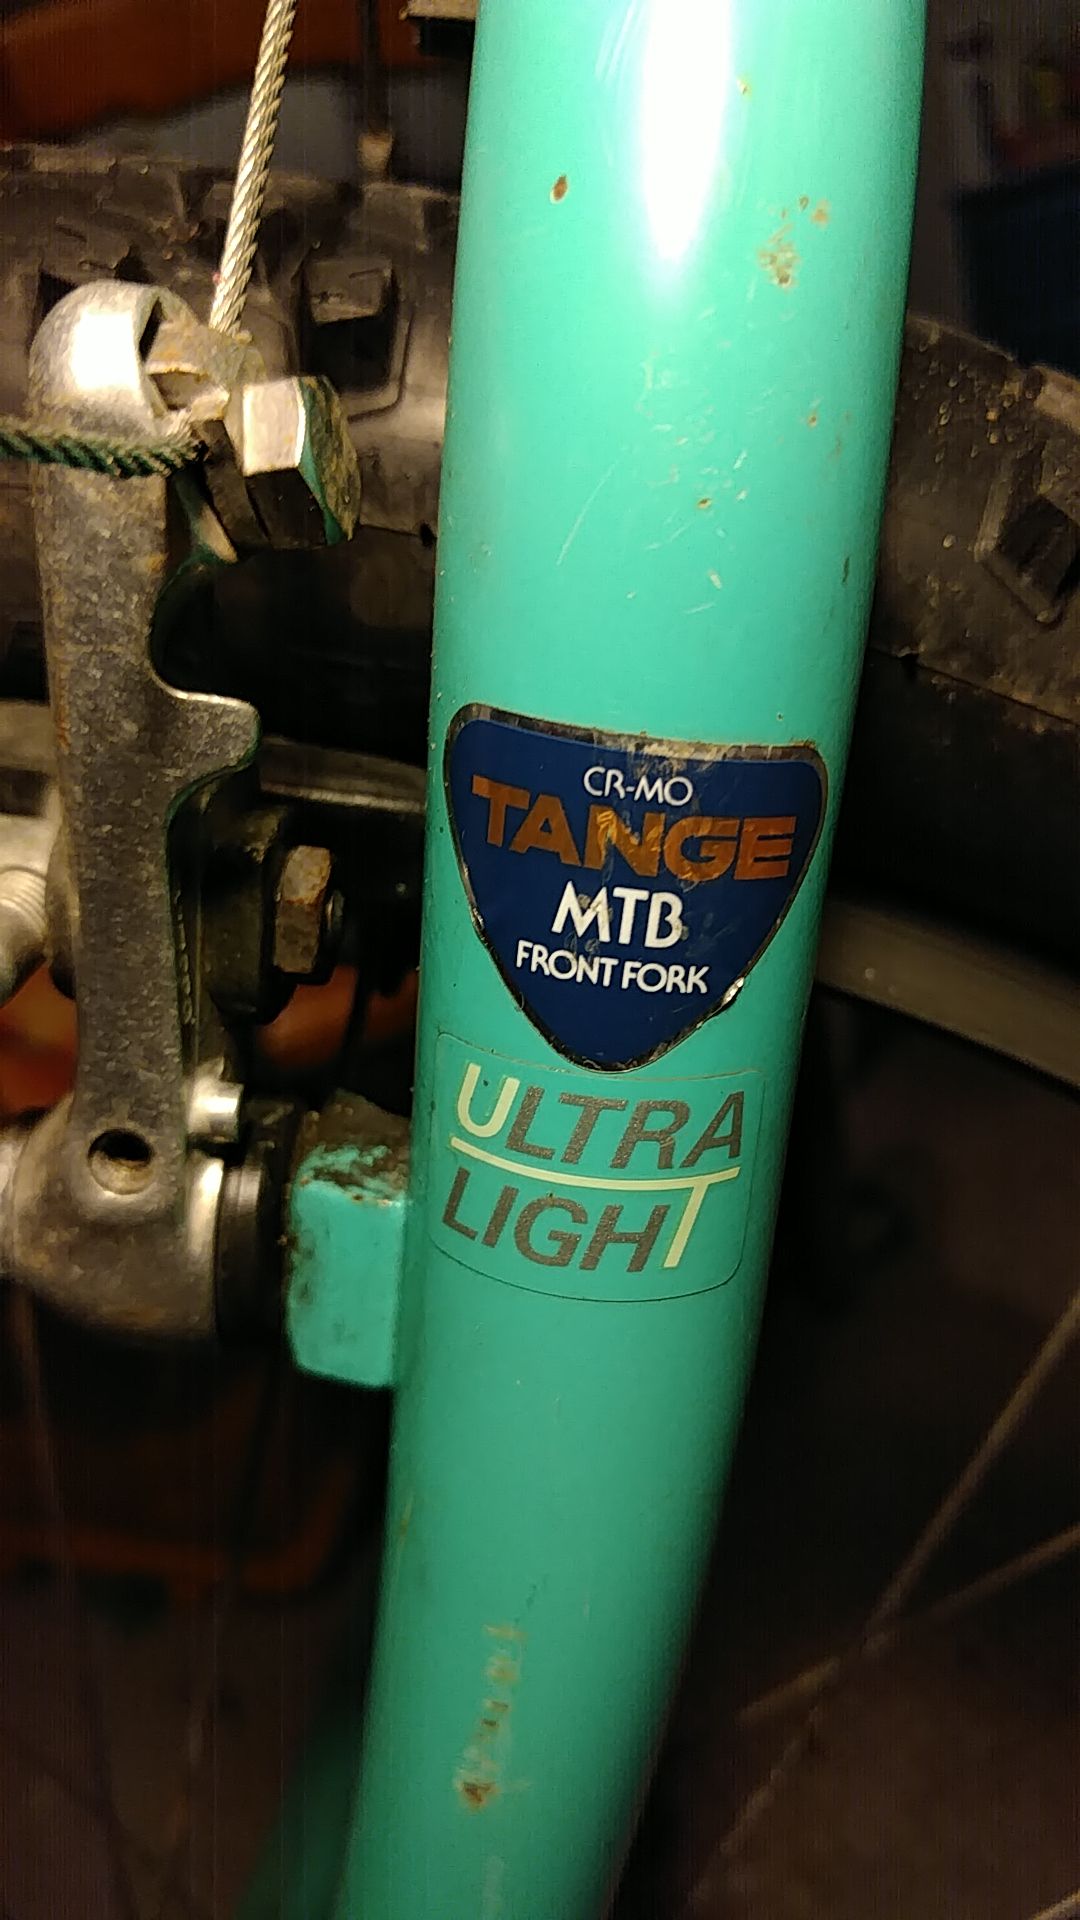 CR-MO
TANGE
MTB
FRONT FORK
ULTRA
LIGHT